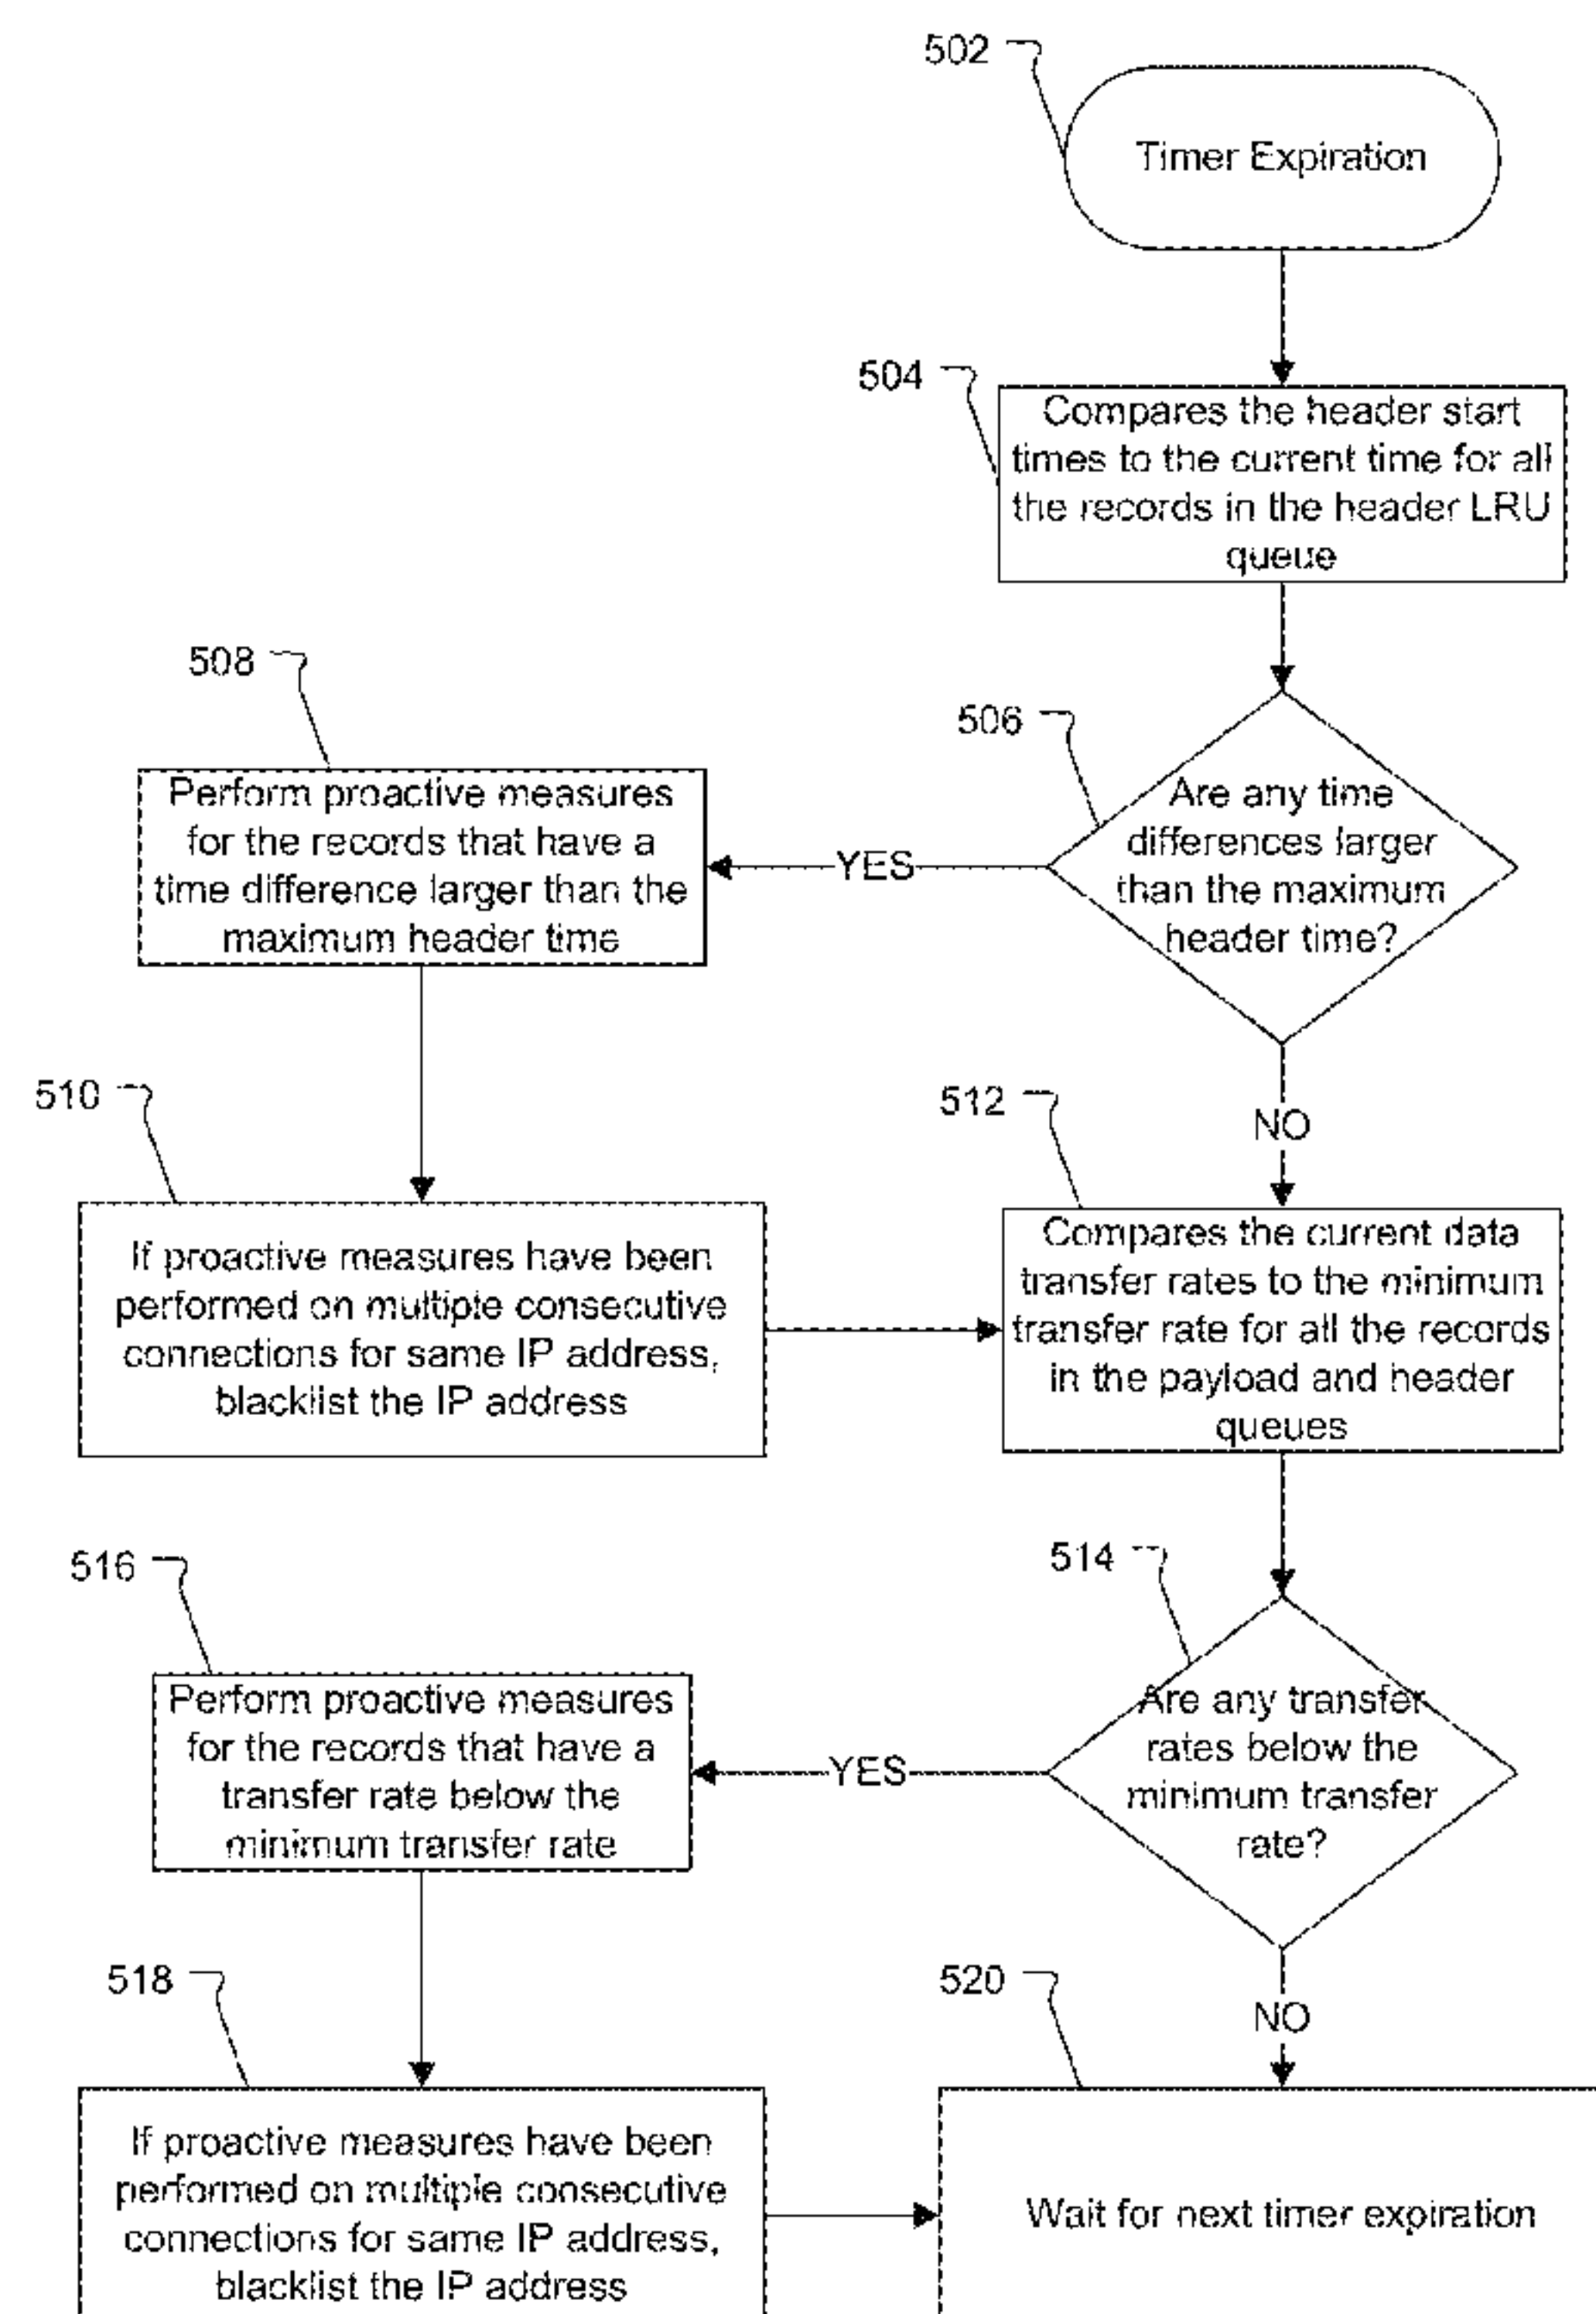 502
Timer Expiration
504
Compares the header start
times to the current time for all
the records in the header LRU
queue
508
506
Perform proactive measures
for the records that have a
time difference larger than the
maximum header time
YES
Are any time
differences larger
than the maximum
header time?
510
512
NO
If proactive measures have been
performed on multiple consecutive
connections for same IP address,
blacklist the IP address
Compares the current data
transfer rates to the minimum
transfer rate for all the records
in the payload and header
queues
516
514
Perform proactive measures
for the records that have a
transfer rate below the
minimum transfer rate
YES
Are any transfer
rates below the
minimum transfer
rate?
518
520
NO
If proactive measures have been
performed on multiple consecutive
connections for same IP address,
blacklist the IP address
Wait for next timer expiration